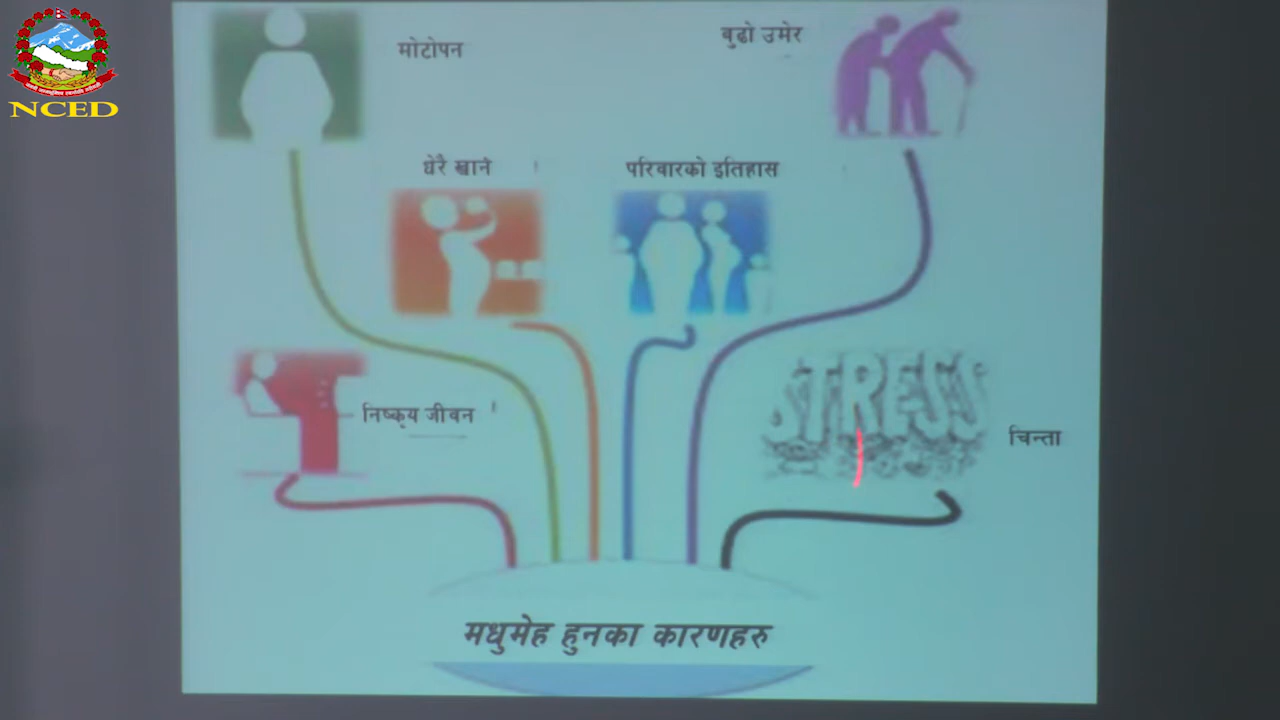 NCED
मोटोपन
बुढो उमेर
धेरै खाने
परिवारको इतिहास
निष्कृय जीवन
STRESS
चिन्ता
मधुमेह हुनका कारणहरु